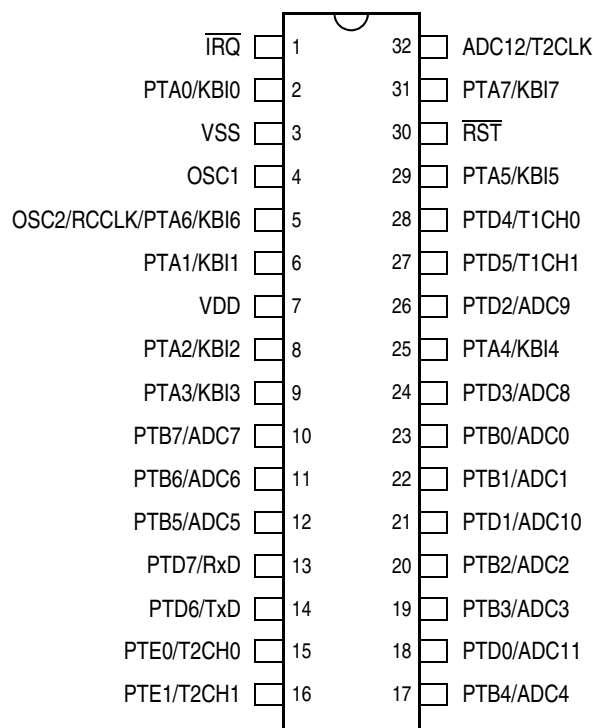 IRQ 1 32 ADC12/T2CLK
PTA0/KBI0 2 31 PTA7/KBI7
VSS 3 30 RST
OSC1 4 29 PTA5/KBI5
OSC2/RCCLK/PTA6/KBI6 5 28 PTD4/T1CH0
PTA1/KBI1 6 27 PTD5/T1CH1
VDD 7 26 PTD2/ADC9
PTA2/KBI2 8 25 PTA4/KBI4
PTA3/KBI3 9 24 PTD3/ADC8
PTB7/ADC7 10 23 PTB0/ADC0
PTB6/ADC6 11 22 PTB1/ADC1
PTB5/ADC5 12 21 PTD1/ADC10
PTD7/RxD 13 20 PTB2/ADC2
PTD6/TxD 14 19 PTB3/ADC3
PTE0/T2CH0 15 18 PTD0/ADC11
PTE1/T2CH1 16 17 PTB4/ADC4